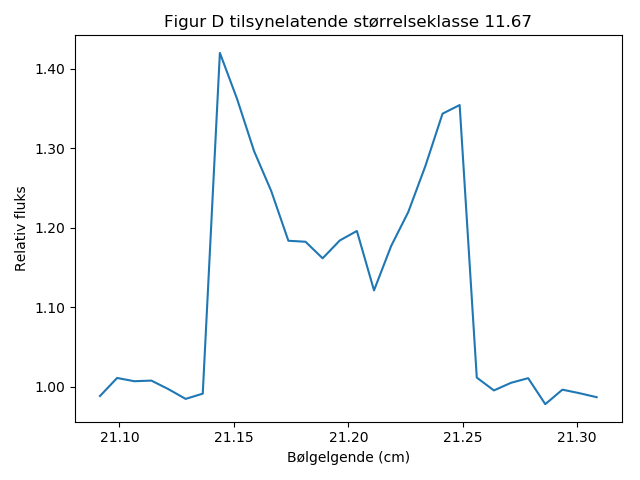 Figur D tilsynelatende størrelseklasse 11.67
1.40
1.30
1.20
1.10
1.00
Relativ fluks
21.10 21.15 21.20 21.25 21.30
Bølgelgende (cm)